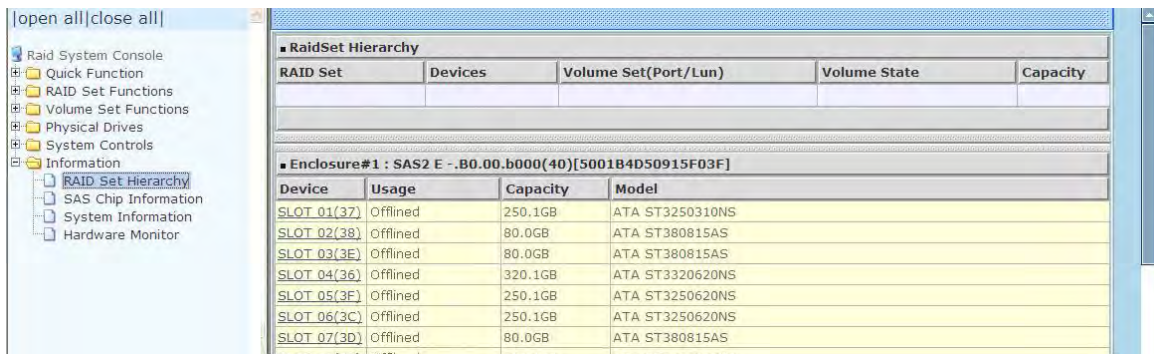 |open all|close all|
Raid System Console
Quick Function
RAID Set Functions
Volume Set Functions
Physical Drives
System Controls
Information
RAID Set Hierarchy
SAS Chip Information
System Information
Hardware Monitor
RaidSet Hierarchy
RAID Set Devices Volume Set(Port/Lun) Volume State Capacity
Enclosure#1 : SAS2 E -.B0.00.b000(40)[5001B4D50915F03F]
Device Usage Capacity Model
SLOT 01(37) Offlined 250.1GB ATA ST3250310NS
SLOT 02(38) Offlined 80.0GB ATA ST380815AS
SLOT 03(3E) Offlined 80.0GB ATA ST380815AS
SLOT 04(36) Offlined 320.1GB ATA ST3320620NS
SLOT 05(3F) Offlined 250.1GB ATA ST3250620NS
SLOT 06(3C) Offlined 250.1GB ATA ST3250620NS
SLOT 07(3D) Offlined 80.0GB ATA ST380815AS